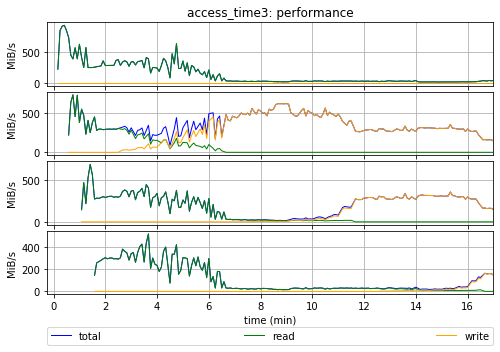 access_time3: performance
MiB/s
500
0
MiB/s
500
0
MiB/s
500
0
MiB/s
400
200
0
0 2 4 6 8 10 12 14 16
time (min)
total read write